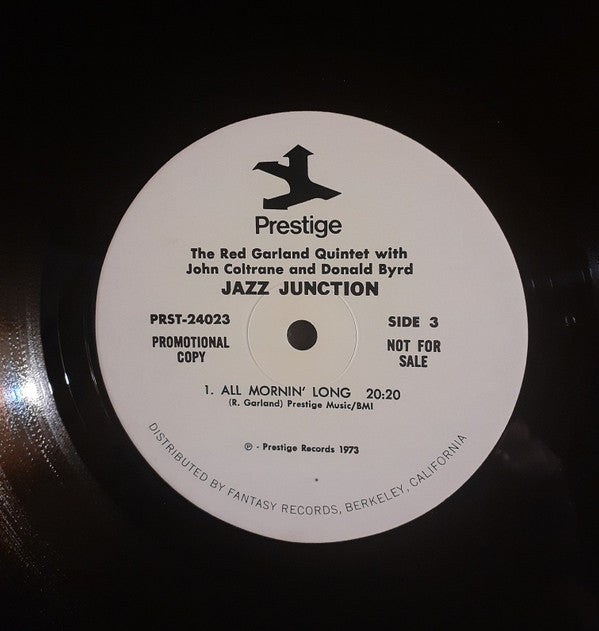 Prestige
The Red Garland Quintet with
John Coltrane and Donald Byrd
JAZZ JUNCTION
PRST-24023
SIDE 3
PROMOTIONAL
COPY
NOT FOR
SALE
1. ALL MORNIN' LONG 20:20
(R. Garland) Prestige Music/BMI
℗ - Prestige Records 1973
DISTRIBUTED BY FANTASY RECORDS, BERKELEY, CALIFORNIA